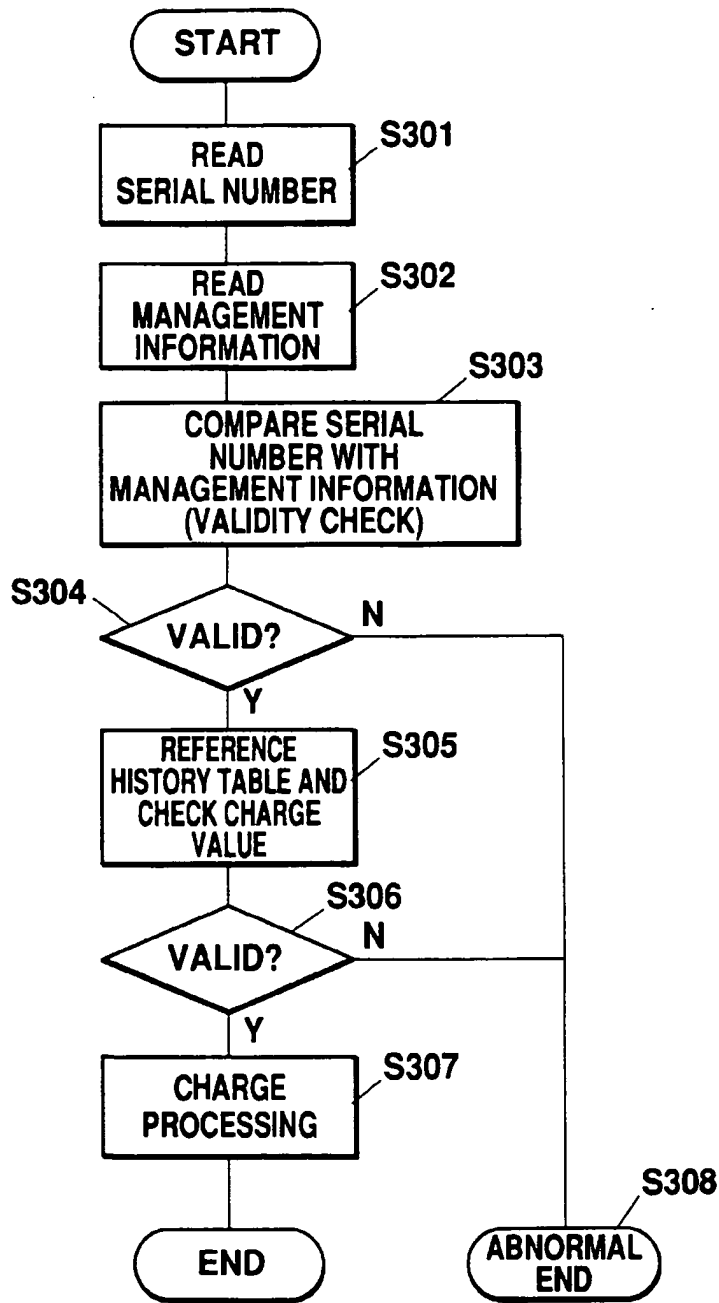 START
S301
READ
SERIAL NUMBER
S302
READ
MANAGEMENT
INFORMATION
S303
COMPARE SERIAL
NUMBER WITH
MANAGEMENT INFORMATION
(VALIDITY CHECK)
S304
VALID?
N
Y
S305
REFERENCE
HISTORY TABLE AND
CHECK CHARGE
VALUE
S306
VALID?
N
Y
S307
CHARGE
PROCESSING
S308
END
ABNORMAL
END